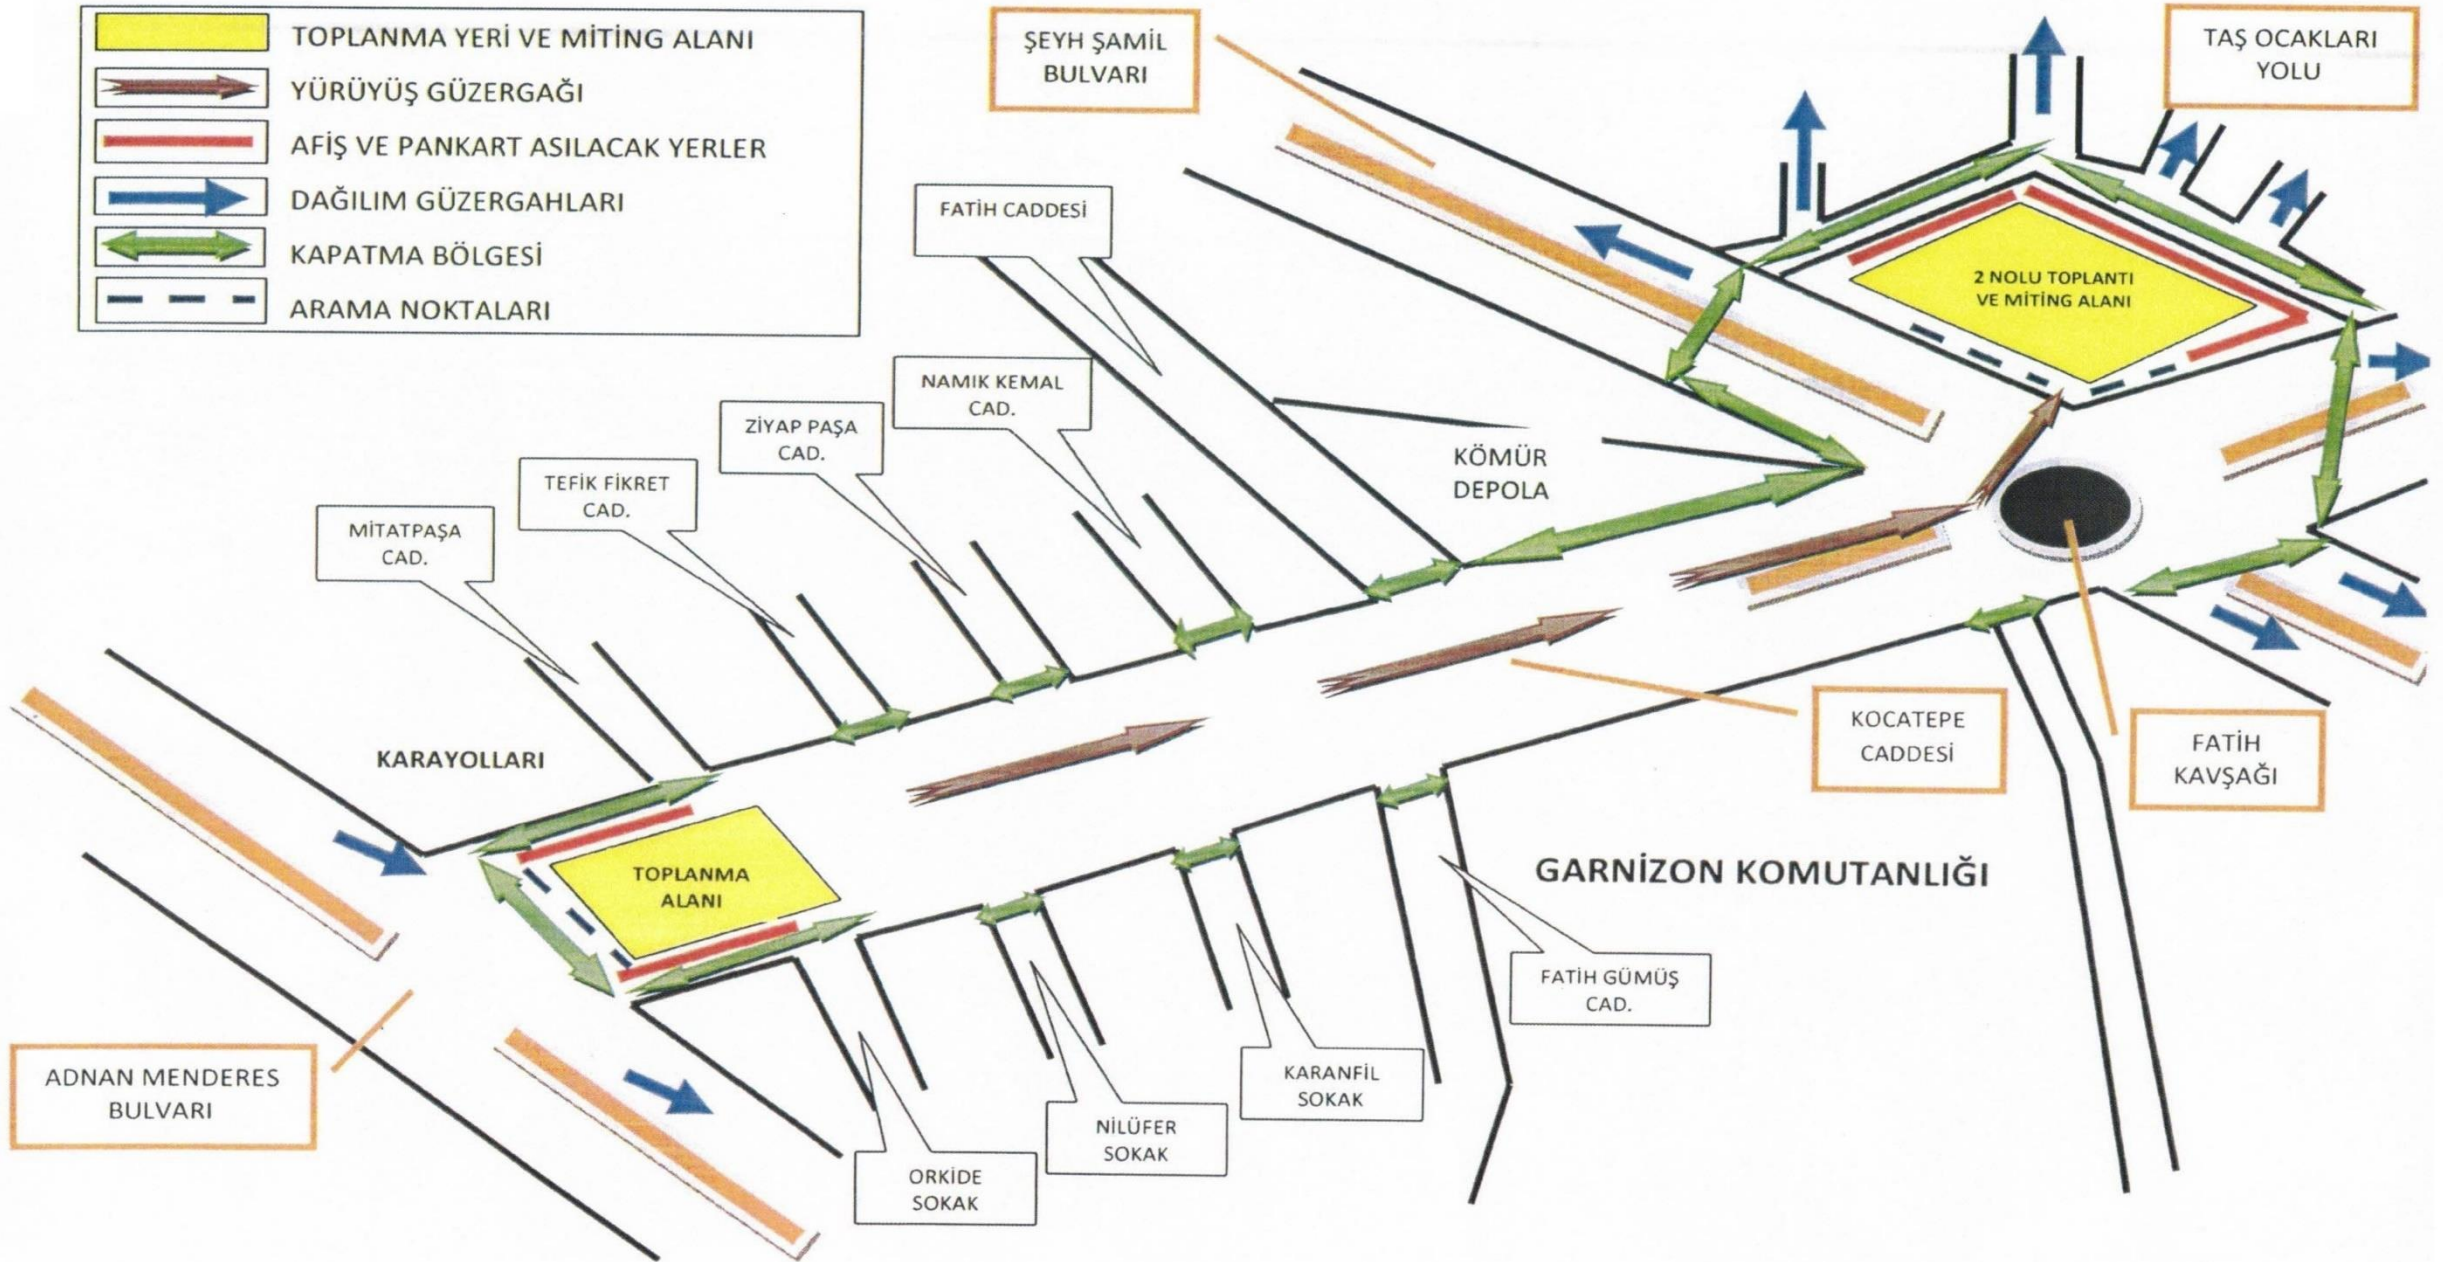 TOPLANMA YERİ VE MİTİNG ALANI
YÜRÜYÜŞ GÜZERGAĞI
AFİŞ VE PANKART ASILACAK YERLER
DAĞILIM GÜZERGAHLARI
KAPATMA BÖLGESİ
ARAMA NOKTALARI
ŞEYH ŞAMİL
BULVARI
TAŞ OCAKLARI
YOLU
FATİH CADDESİ
2 NOLU TOPLANTI
VE MİTİNG ALANI
NAMIK KEMAL
CAD.
ZİYAP PAŞA
CAD.
TEFİK FİKRET
CAD.
MİTATPAŞA
CAD.
KÖMÜR
DEPOLA
KARAYOLLARI
KOCATEPE
CADDESİ
FATİH
KAVŞAĞI
TOPLANMA
ALANI
GARNİZON KOMUTANLIĞI
FATİH GÜMÜŞ
CAD.
ADNAN MENDERES
BULVARI
KARANFİL
SOKAK
NİLÜFER
SOKAK
ORKİDE
SOKAK